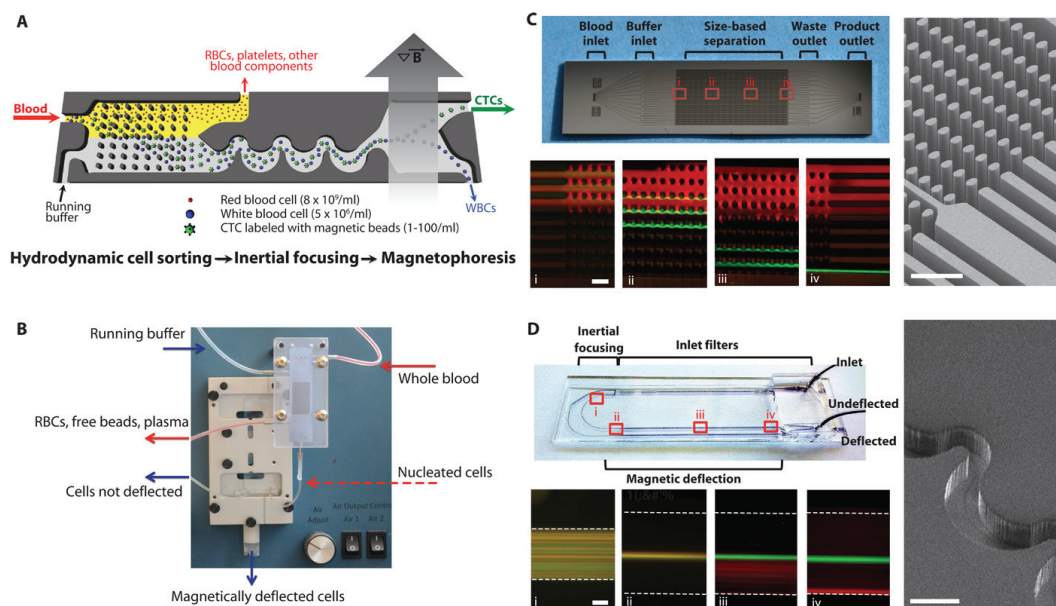 A
RBCs, platelets, other
blood components
▽B
Blood
CTCs
Running
buffer
WBCs
Red blood cell (8 x 10⁹/ml)
White blood cell (5 x 10⁶/ml)
CTC labeled with magnetic beads (1-100/ml)
Hydrodynamic cell sorting → Inertial focusing → Magnetophoresis
B
Running buffer
Whole blood
RBCs, free beads, plasma
Nucleated cells
Cells not deflected
Air
Adjust
Air Output Contro
Air 1
Air 2
Magnetically deflected cells
C
Blood
inlet
Buffer
inlet
Size-based
separation
Waste
outlet
Product
outlet
i
ii
iii
iv
i
ii
iii
iv
D
Inertial
focusing
Inlet filters
Inlet
Undeflected
Deflected
i
ii
iii
iv
Magnetic deflection
i
ii
iii
iv